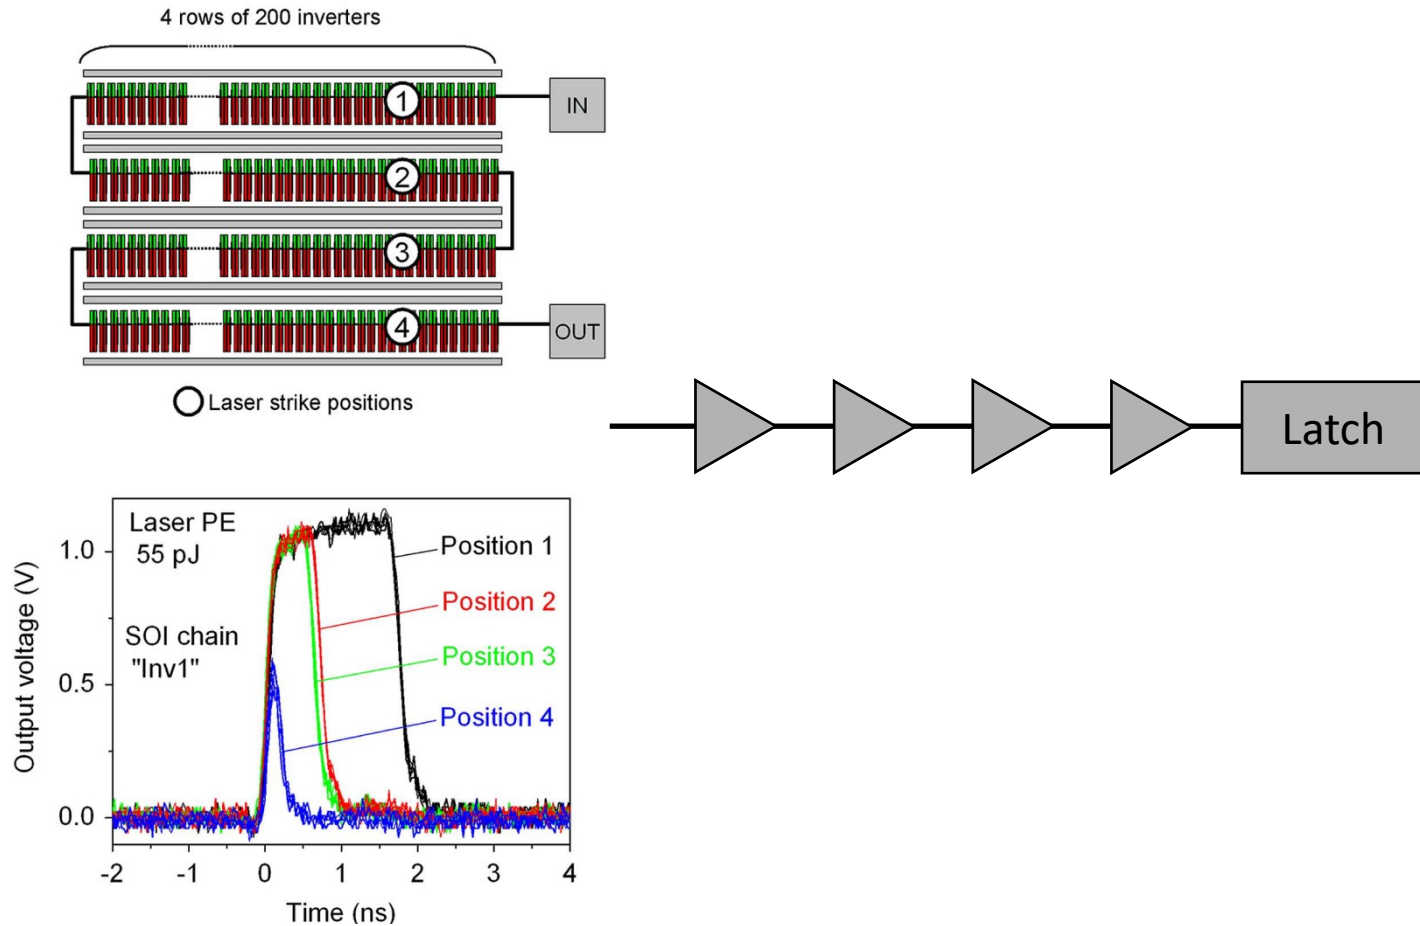 4 rows of 200 inverters
1
IN
2
3
4
OUT
Laser strike positions
Latch
Laser PE
55 pJ
SOI chain
"Inv1"
Position 1
Position 2
Position 3
Position 4
Output voltage (V)
1.0
0.5
0.0
-2 -1 0 1 2 3 4
Time (ns)